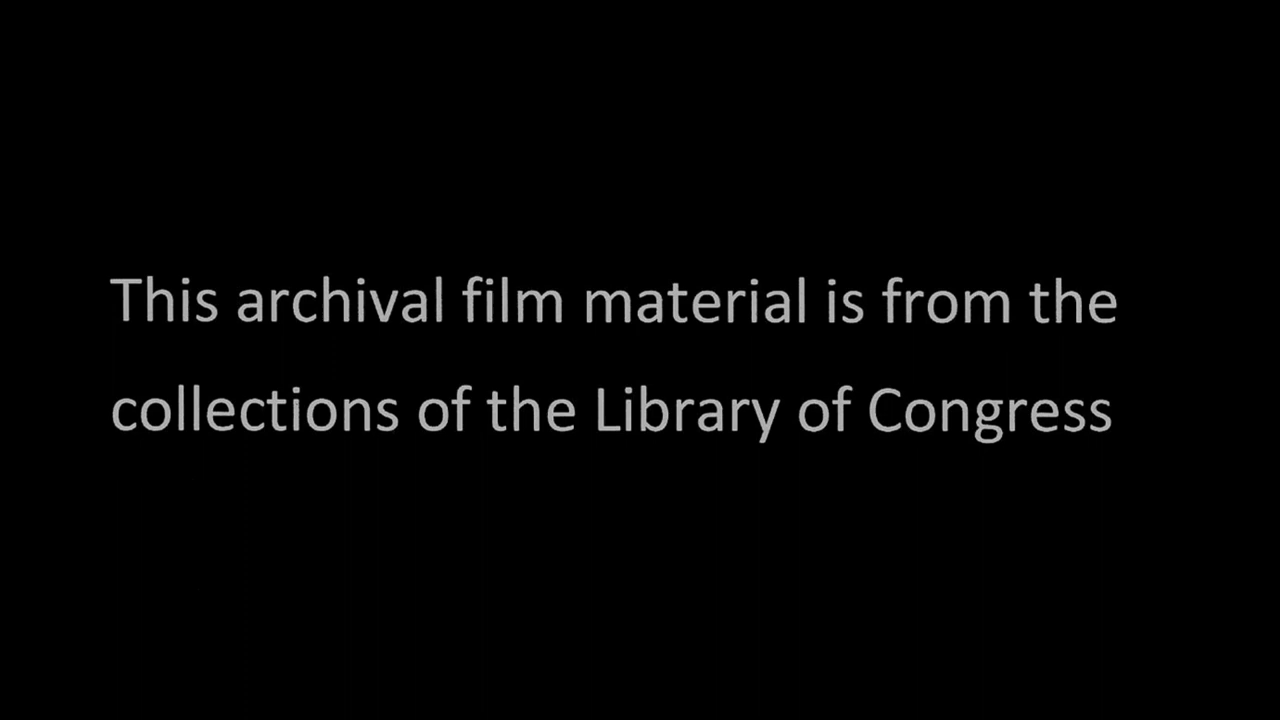 This archival film material is from the
collections of the Library of Congress